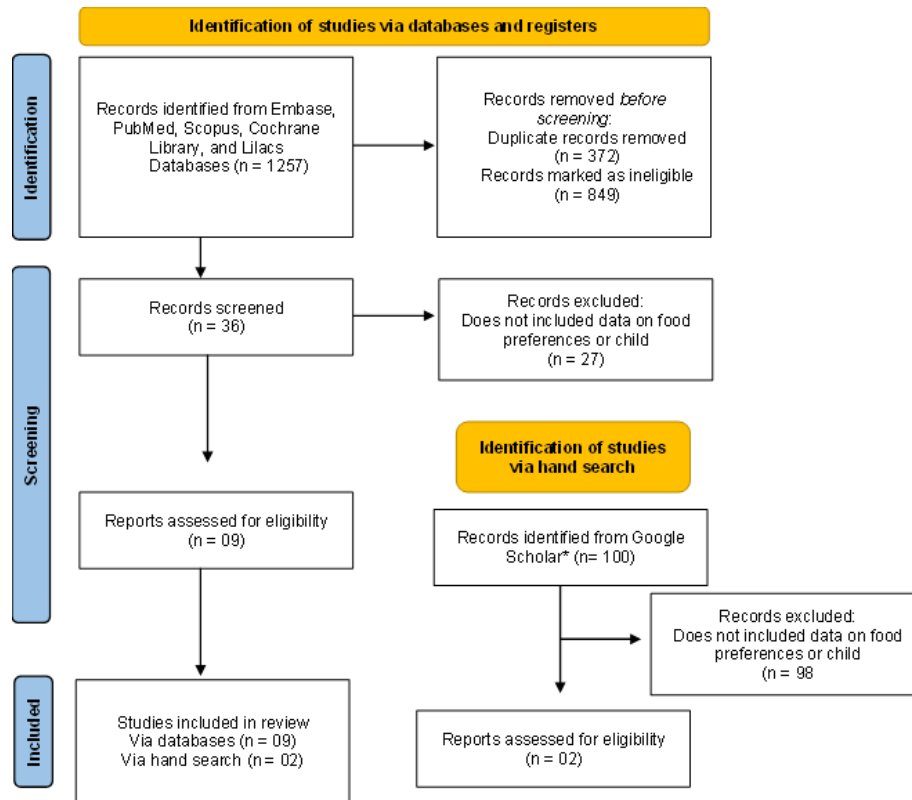 Identification of studies via databases and registers
Identification
Records identified from Embase,
PubMed, Scopus, Cochrane
Library, and Lilacs
Databases (n = 1257)
Records removed before
screening:
Duplicate records removed
(n = 372)
Records marked as ineligible
(n = 849)
Screening
Records screened
(n = 36)
Records excluded:
Does not included data on food
preferences or child
(n = 27)
Identification of studies
via hand search
Reports assessed for eligibility
(n = 09)
Records identified from Google
Scholar* (n= 100)
Records excluded:
Does not included data on food
preferences or child
(n = 98
Included
Studies included in review
Via databases (n = 09)
Via hand search (n = 02)
Reports assessed for eligibility
(n = 02)